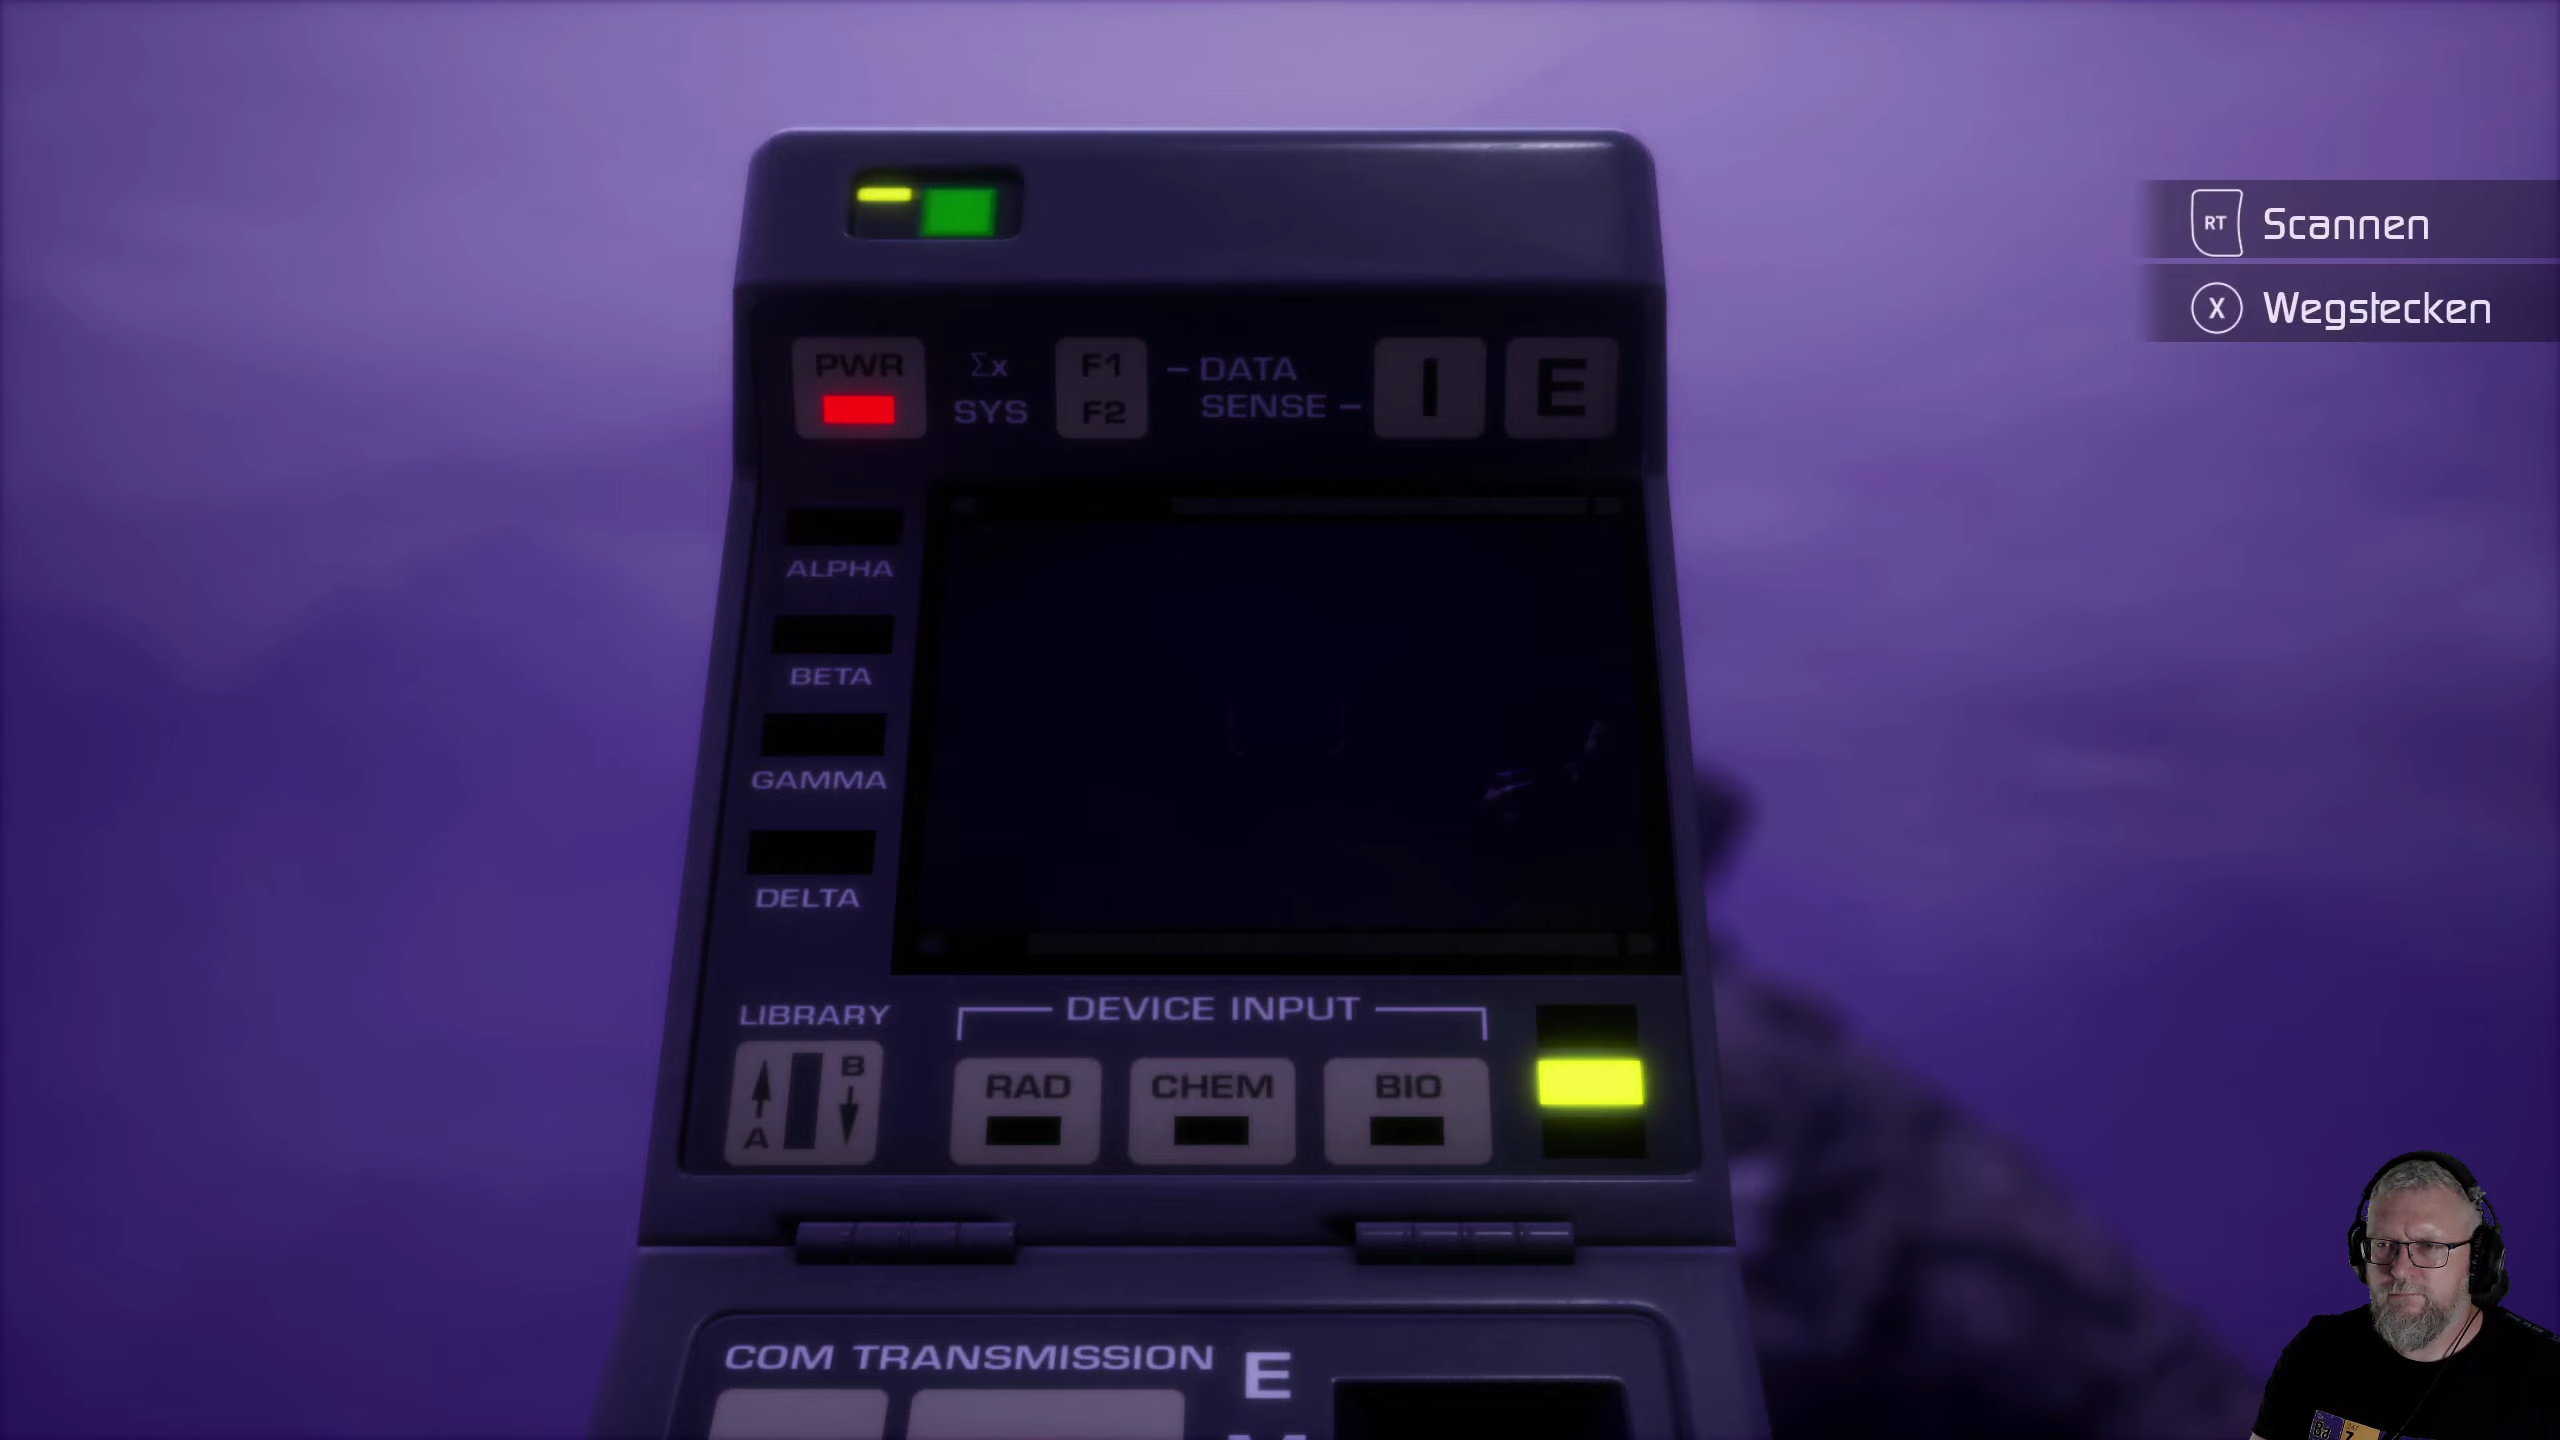 RT Scannen
X Wegstecken
PWR
Σx
SYS
F1
F2
DATA
SENSE
I
E
ALPHA
BETA
GAMMA
DELTA
LIBRARY
A
B
DEVICE INPUT
RAD
CHEM
BIO
COM TRANSMISSION
E